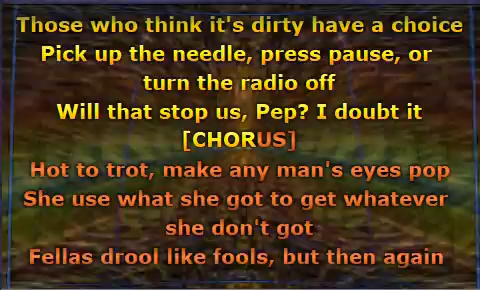 Those who think it's dirty have a choice
Pick up the needle, press pause, or
turn the radio off
Will that stop us, Pep? I doubt it
[CHORUS]
Hot to trot, make any man's eyes pop
She use what she got to get whatever
she don't got
Fellas drool like fools, but then again